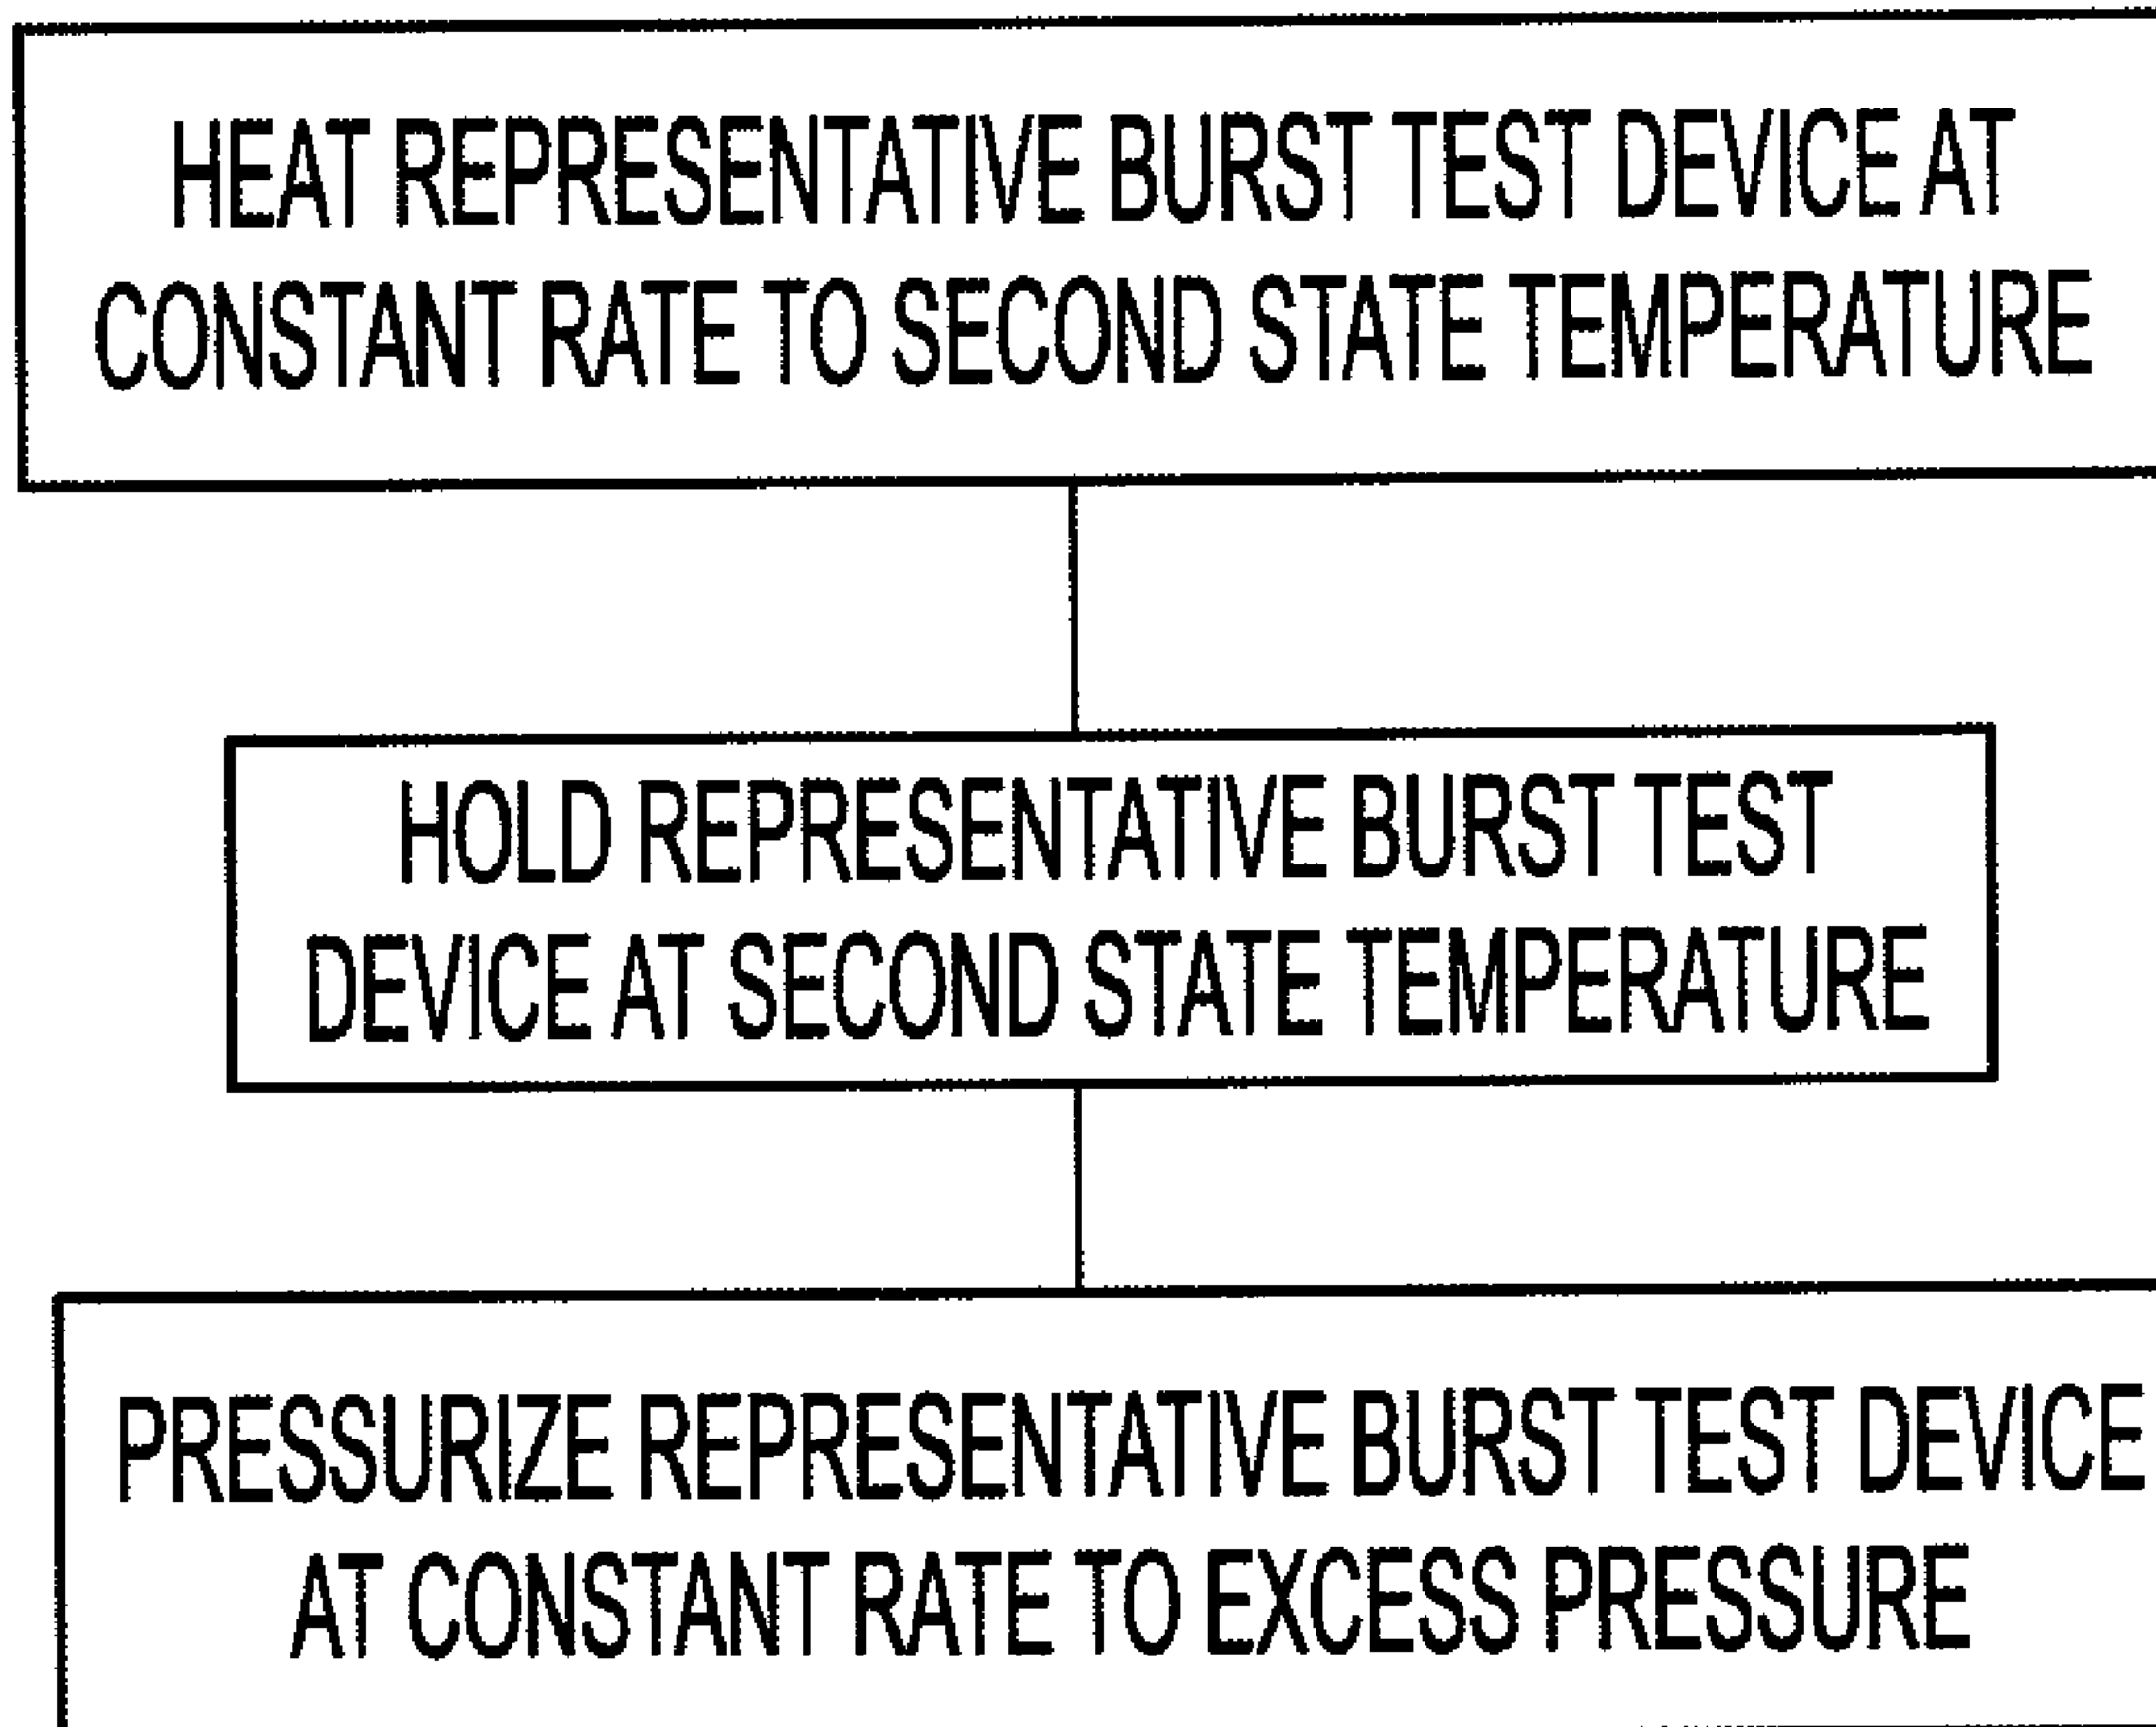 HEAT REPRESENTATIVE BURST TEST DEVICE AT
CONSTANT RATE TO SECOND STATE TEMPERATURE
HOLD REPRESENTATIVE BURST TEST
DEVICE AT SECOND STATE TEMPERATURE
PRESSURIZE REPRESENTATIVE BURST TEST DEVICE
AT CONSTANT RATE TO EXCESS PRESSURE